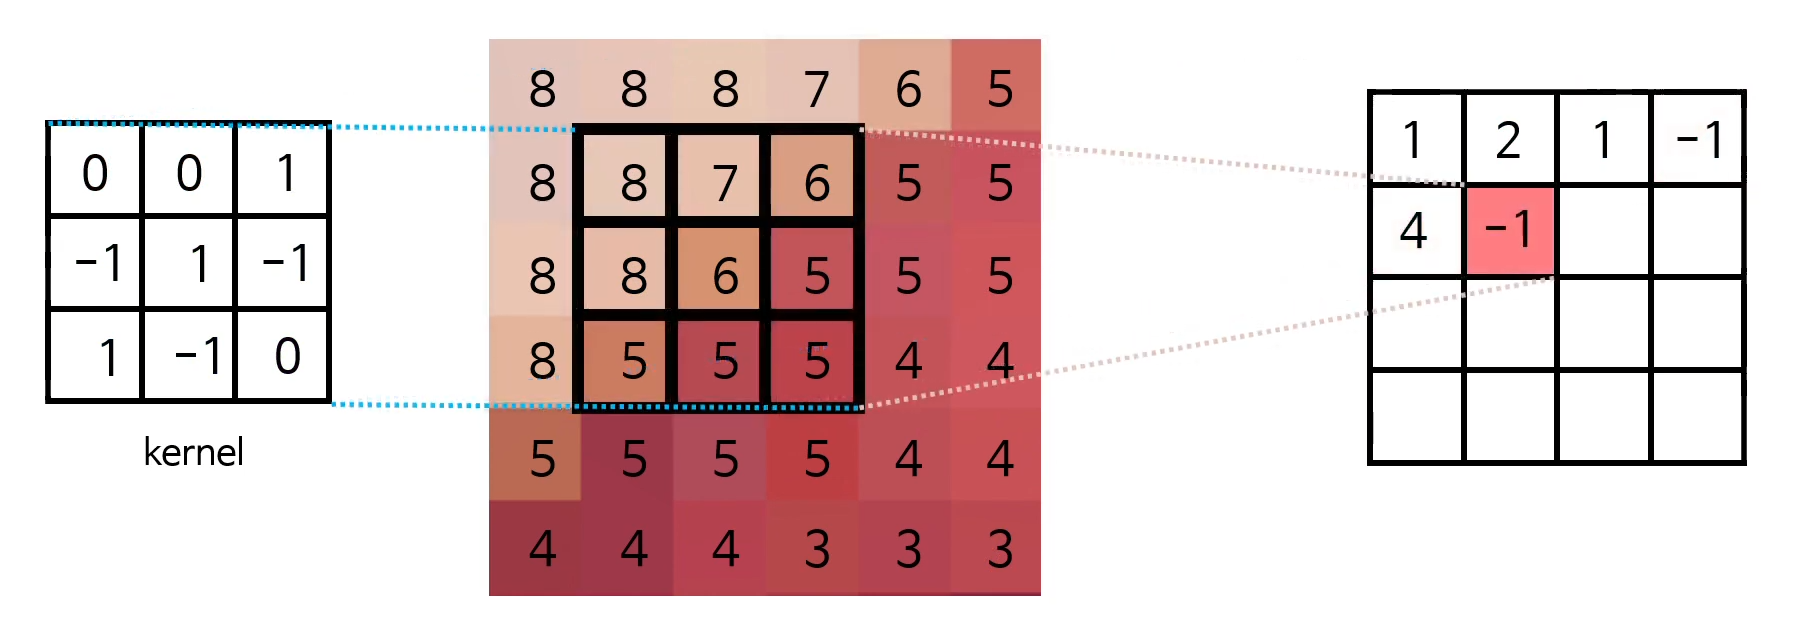 0 0 1
-1 1 -1
1 -1 0
kernel
8 8 8 7 6 5
8 8 7 6 5 5
8 8 6 5 5 5
8 5 5 5 4 4
5 5 5 5 4 4
4 4 4 3 3 3
1 2 1 -1
4 -1